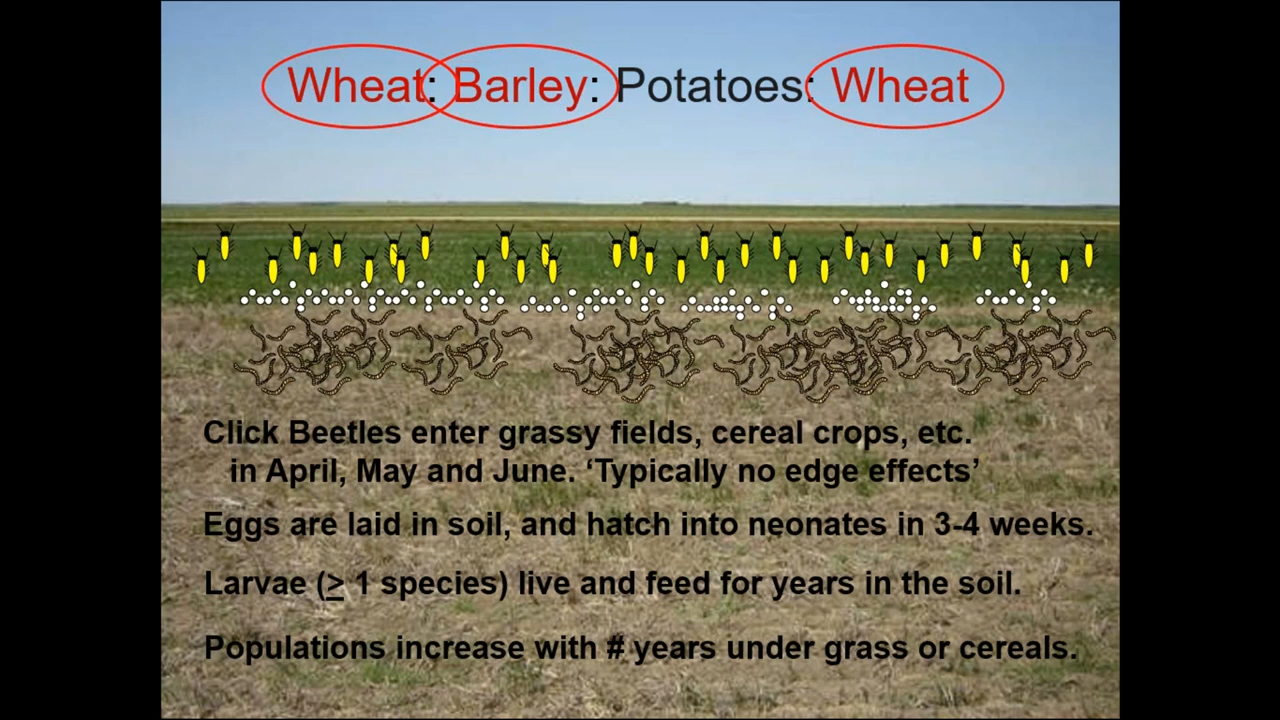 Wheat: Barley: Potatoes: Wheat
Click Beetles enter grassy fields, cereal crops, etc.
in April, May and June. ‘Typically no edge effects’
Eggs are laid in soil, and hatch into neonates in 3-4 weeks.
Larvae (≥ 1 species) live and feed for years in the soil.
Populations increase with # years under grass or cereals.